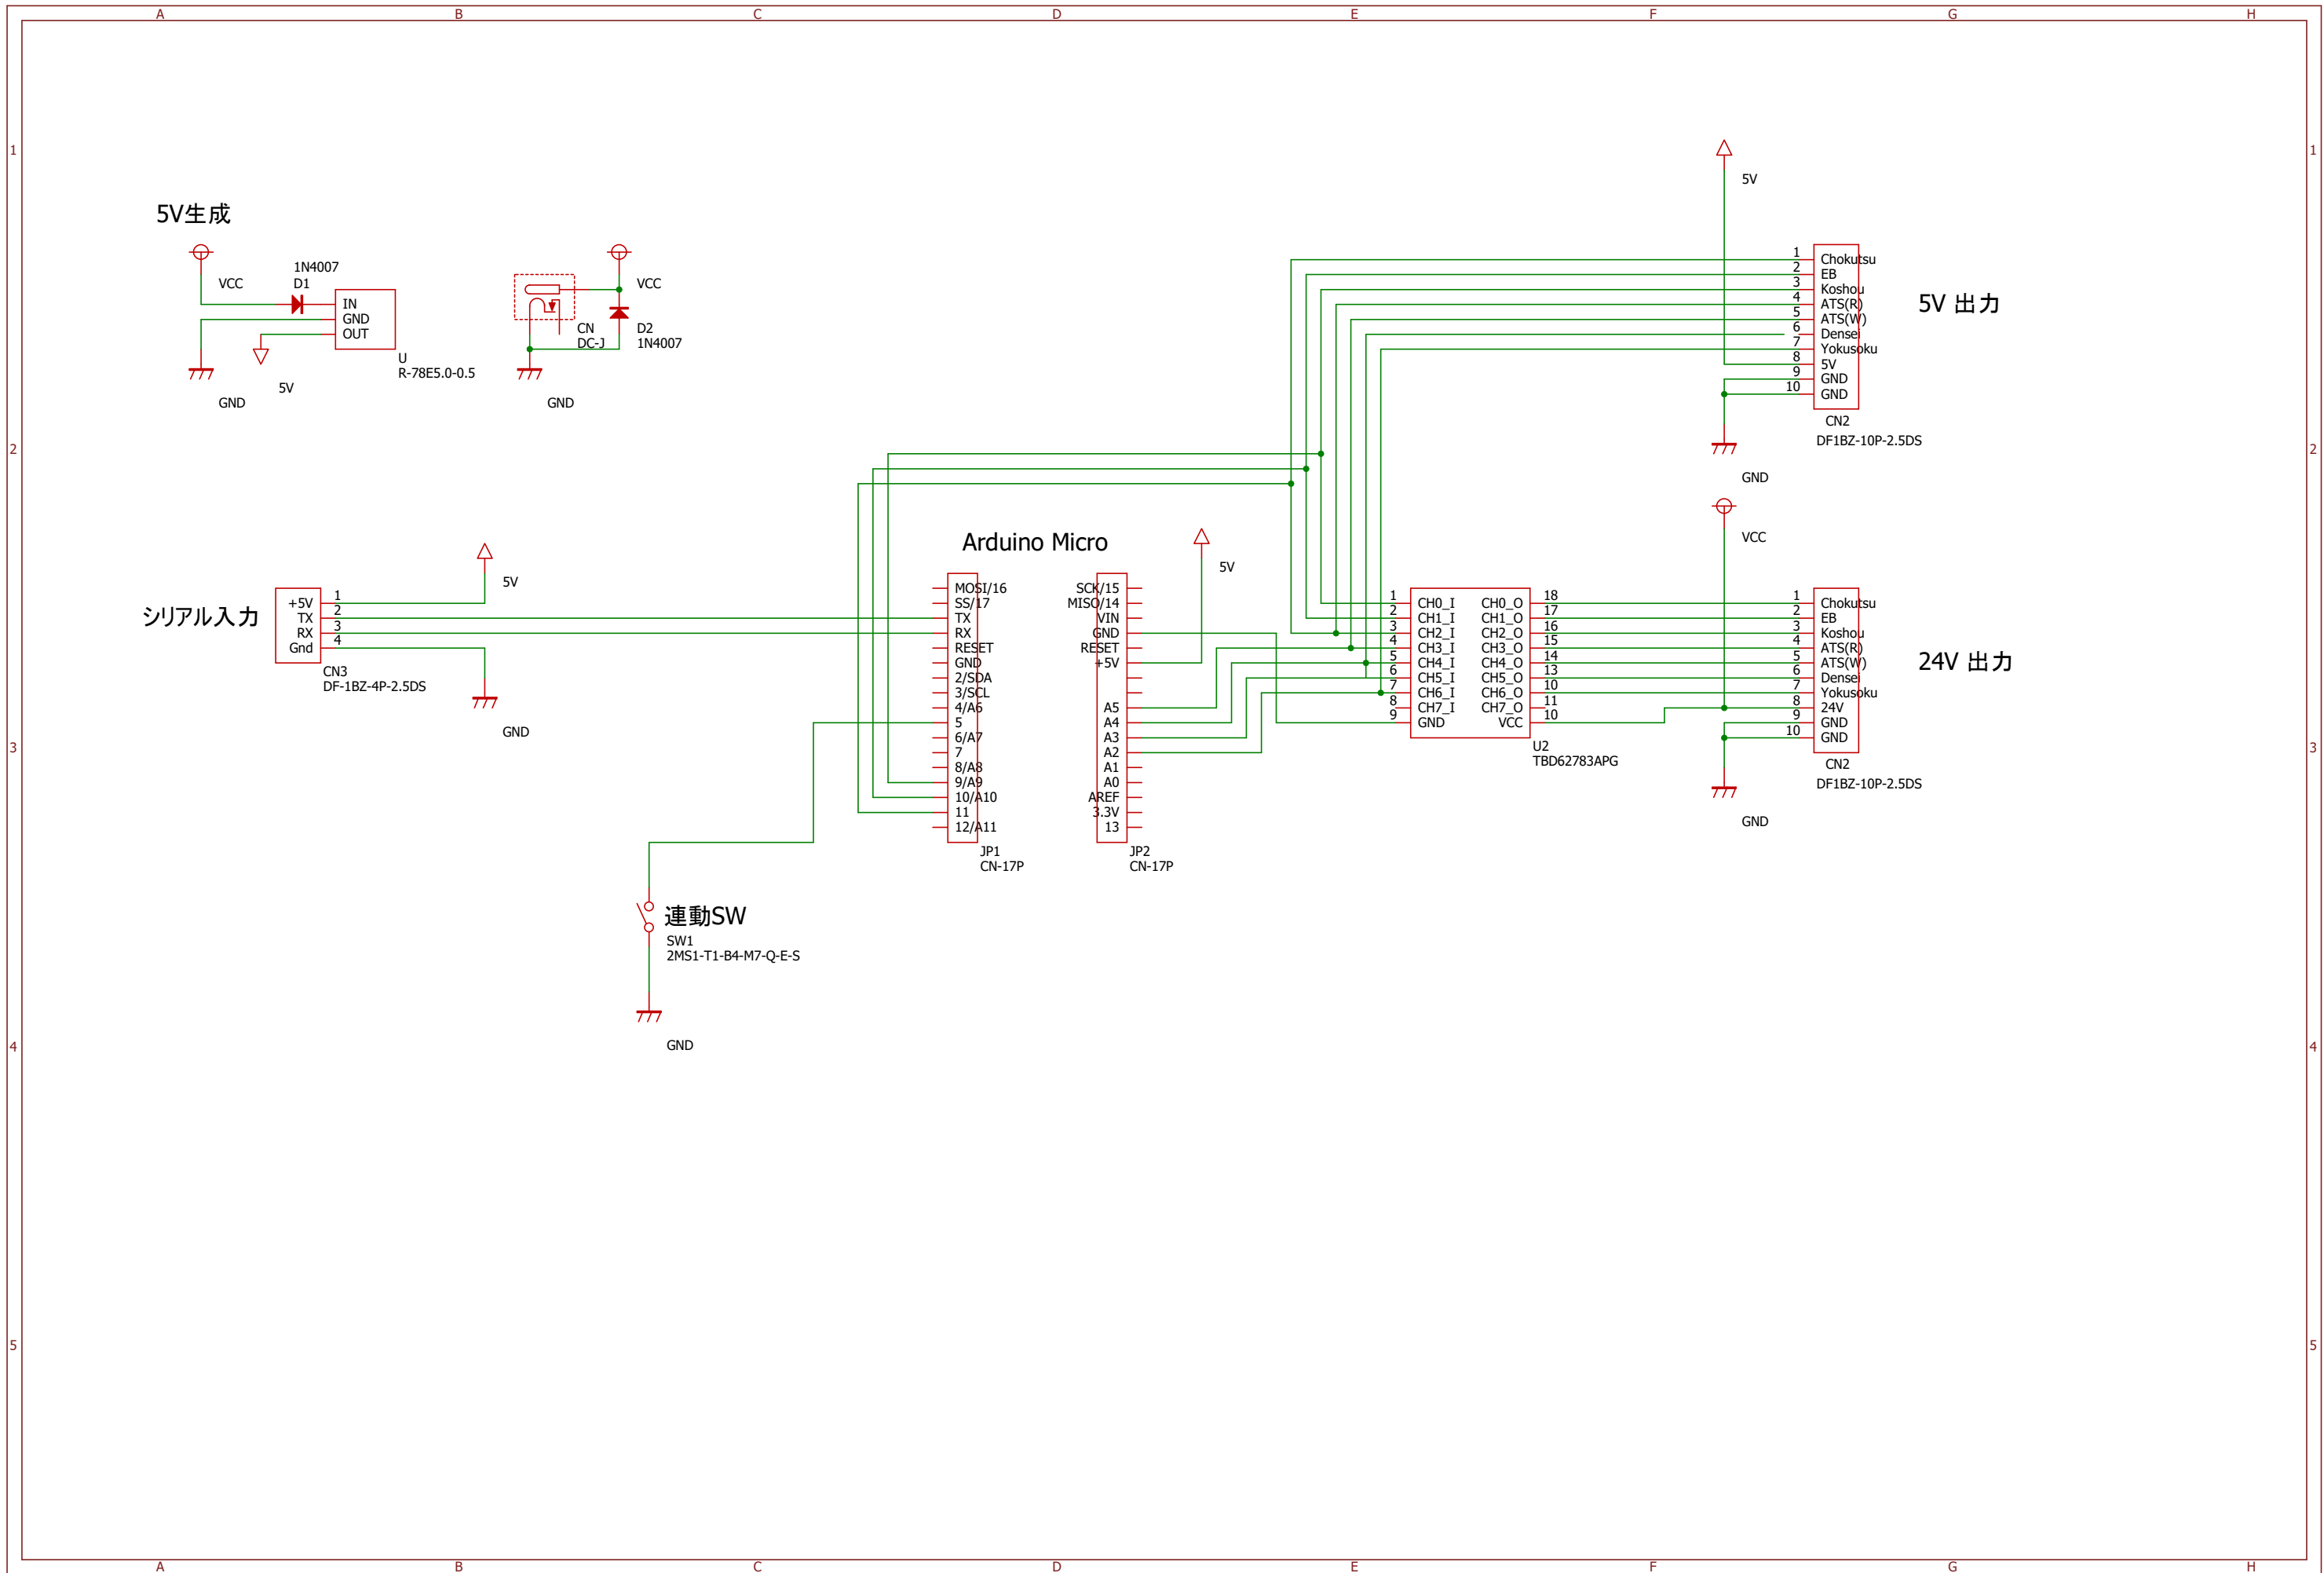 A B C D E F G H
1
2
3
4
5
5V生成
VCC
1N4007
D1
IN
GND
OUT
U
R-78E5.0-0.5
5V
GND
VCC
CN
DC-J
D2
1N4007
GND
5V
1 Chokutsu
2 EB
3 Koshou
4 ATS(R)
5 ATS(W)
6 Densei
7 Yokusoku
8 5V
9 GND
10 GND
CN2
DF1BZ-10P-2.5DS
5V 出力
GND
シリアル入力
+5V 1
TX 2
RX 3
Gnd 4
CN3
DF-1BZ-4P-2.5DS
5V
GND
Arduino Micro
MOSI/16
SS/17
TX
RX
RESET
GND
2/SDA
3/SCL
4/A6
5
6/A7
7
8/A8
9/A9
10/A10
11
12/A11
JP1
CN-17P
SCK/15
MISO/14
VIN
GND
RESET
+5V
A5
A4
A3
A2
A1
A0
AREF
3.3V
13
JP2
CN-17P
5V
1 CH0_I CH0_O 18
2 CH1_I CH1_O 17
3 CH2_I CH2_O 16
4 CH3_I CH3_O 15
5 CH4_I CH4_O 14
6 CH5_I CH5_O 13
7 CH6_I CH6_O 10
8 CH7_I CH7_O 11
9 GND VCC 10
U2
TBD62783APG
VCC
1 Chokutsu
2 EB
3 Koshou
4 ATS(R)
5 ATS(W)
6 Densei
7 Yokusoku
8 24V
9 GND
10 GND
CN2
DF1BZ-10P-2.5DS
24V 出力
GND
連動SW
SW1
2MS1-T1-B4-M7-Q-E-S
GND
1
2
3
4
5
A B C D E F G H